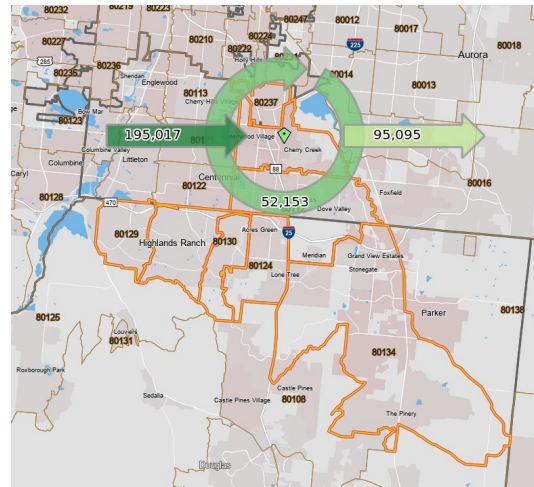 80232
80219
80210
80247
80012
80017
80224
80222
80227
80236
225
80018
Aurora
285
80235
Sheridan
Englewood
Holly Hills
80014
80013
80113
Cherry Hills Village
80237
Bow Mar
80123
195,017
Greenwood Village
95,095
Columbine Valley
Columbine
Littleton
Cherry Creek
Caryl
88
Centennial
80016
80122
Foxfield
80128
52,153
470
Dove Valley
Acres Green
25
80129
Highlands Ranch
80130
Meridian
Grand View Estates
80124
Stonegate
Lone Tree
80138
Parker
80125
Louviers
80131
80134
Roxborough Park
Castle Pines
Sedalia
Castle Pines Village
80108
The Pinery
Douglas